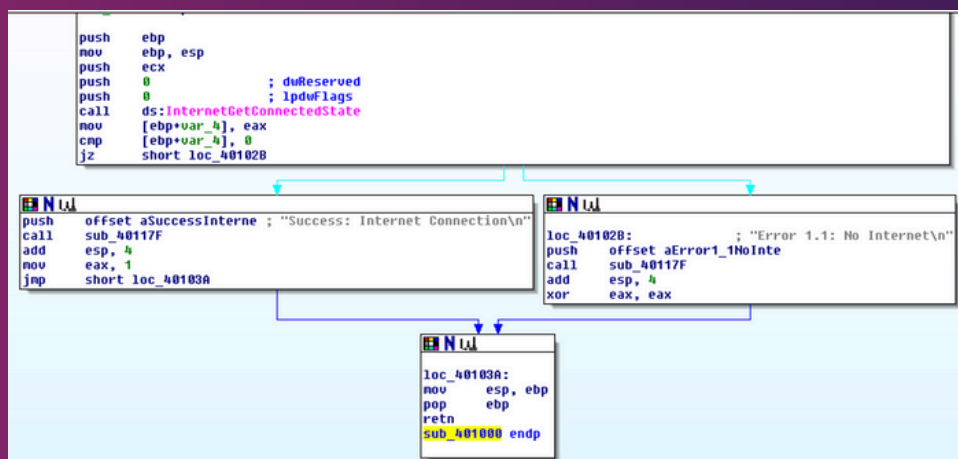 push ebp
mov ebp, esp
push ecx
push 0 ; dwReserved
push 0 ; lpdwFlags
call ds:InternetGetConnectedState
mov [ebp+var_4], eax
cmp [ebp+var_4], 0
jz short loc_40102B
push offset aSuccessInterne ; "Success: Internet Connection\n"
call sub_40117F
add esp, 4
mov eax, 1
jmp short loc_40103A
loc_40102B: ; "Error 1.1: No Internet\n"
push offset aError1_1NoInte
call sub_40117F
add esp, 4
xor eax, eax
loc_40103A:
mov esp, ebp
pop ebp
retn
sub_401000 endp